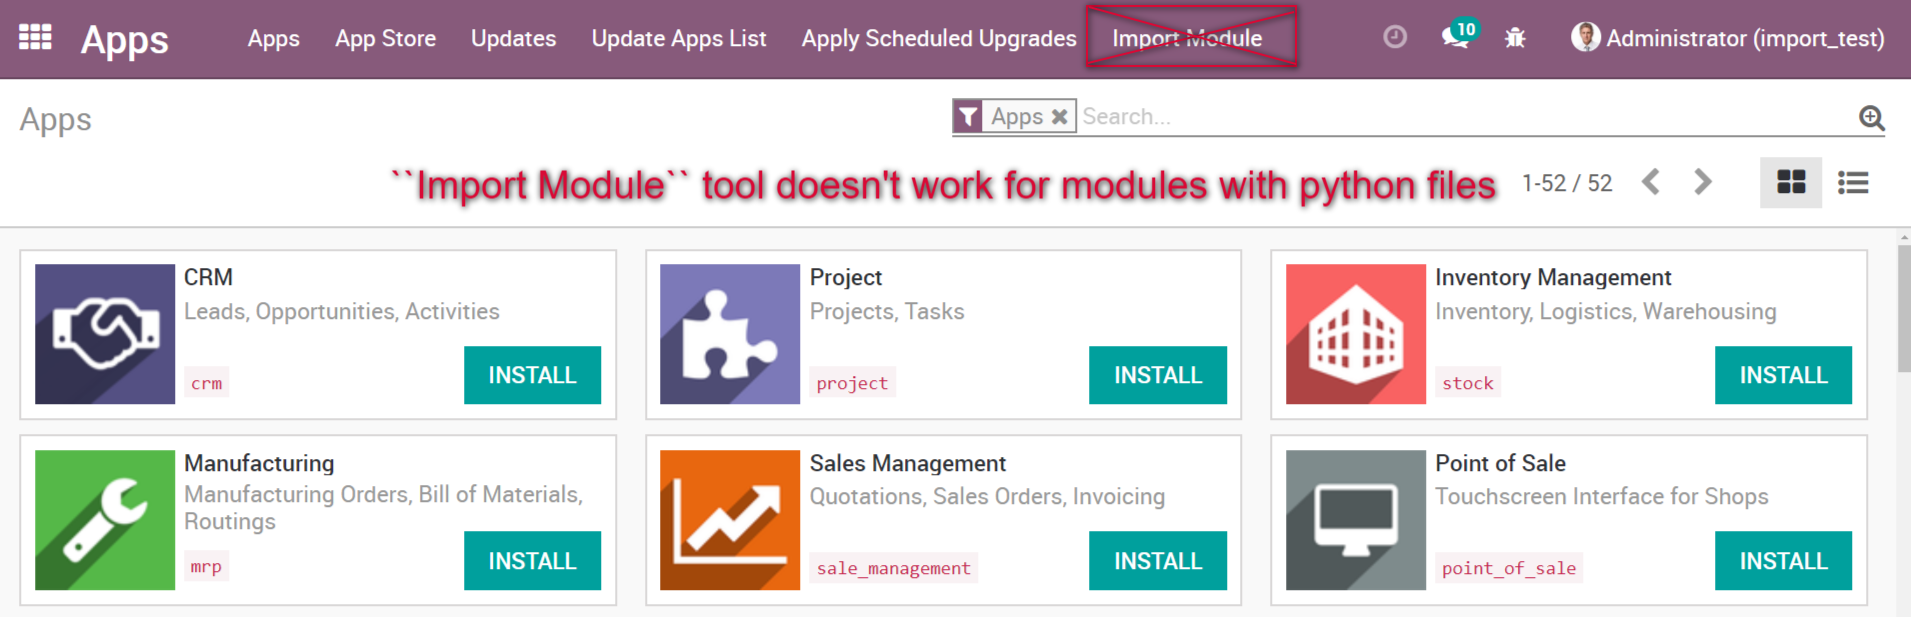 Apps Apps App Store Updates Update Apps List Apply Scheduled Upgrades Import Module 10 Administrator (import_test)
Apps Apps Search...
``Import Module`` tool doesn't work for modules with python files 1-52 / 52
CRM
Leads, Opportunities, Activities
crm
INSTALL
Project
Projects, Tasks
project
INSTALL
Inventory Management
Inventory, Logistics, Warehousing
stock
INSTALL
Manufacturing
Manufacturing Orders, Bill of Materials,
Routings
mrp
INSTALL
Sales Management
Quotations, Sales Orders, Invoicing
sale_management
INSTALL
Point of Sale
Touchscreen Interface for Shops
point_of_sale
INSTALL